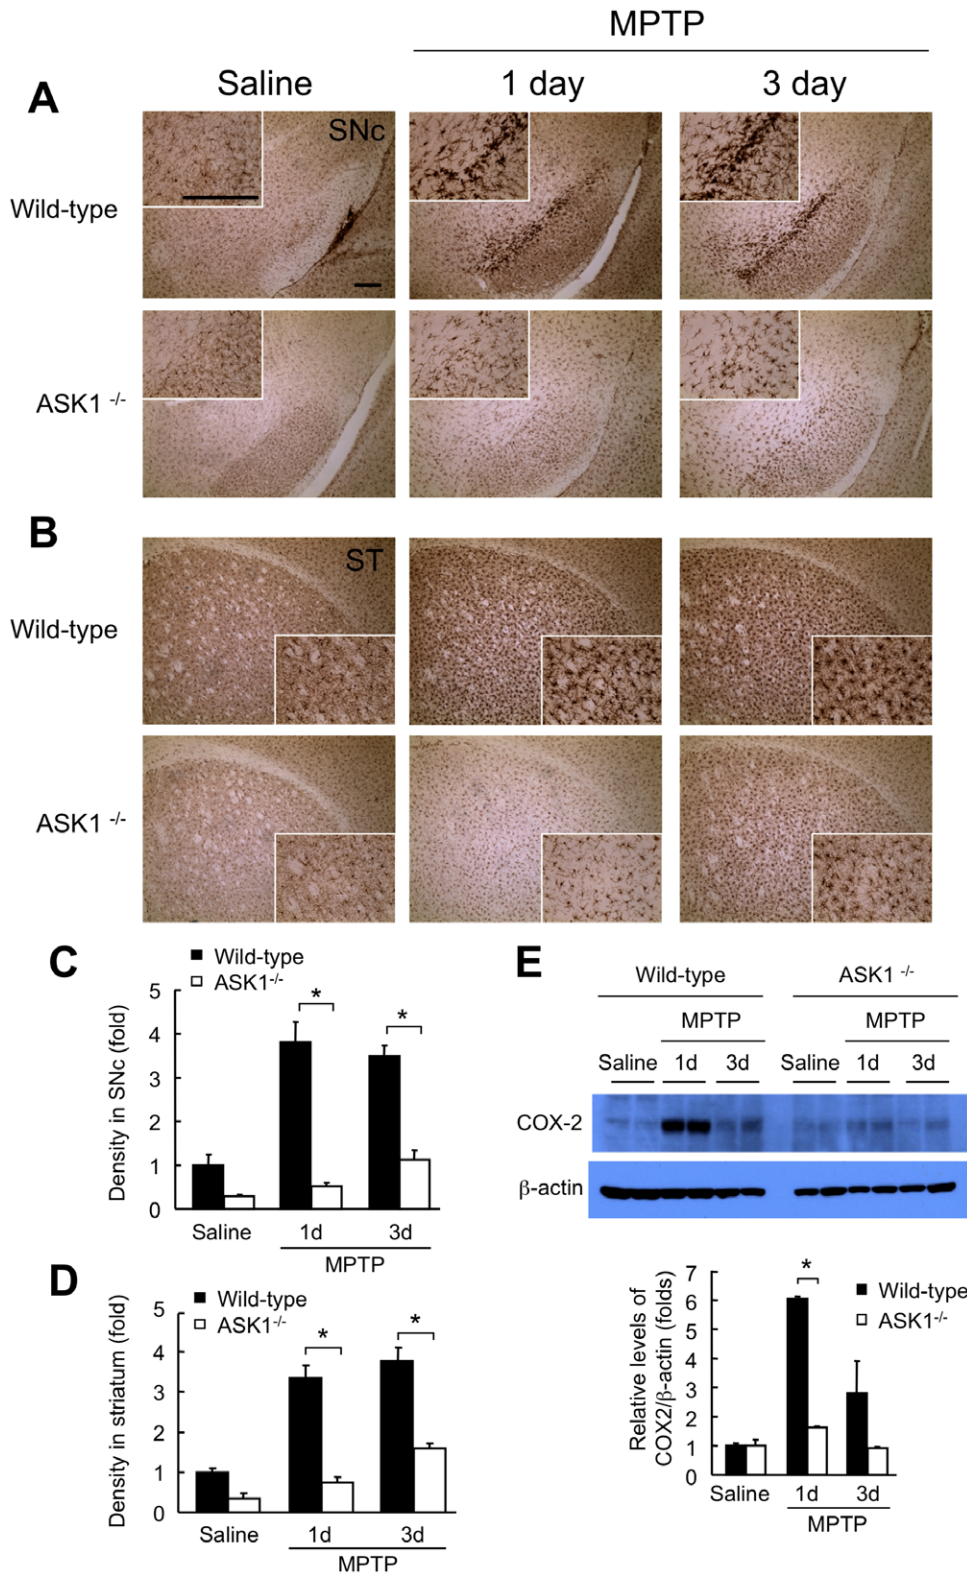 MPTP
Saline 1 day 3 day
A
SNc
Wild-type
ASK1 -/-
B
ST
Wild-type
ASK1 -/-
C
Wild-type
ASK1-/-
Density in SNc (fold)
5
4
3
2
1
0
* *
Saline 1d 3d
MPTP
D
Wild-type
ASK1-/-
Density in striatum (fold)
5
4
3
2
1
0
* *
Saline 1d 3d
MPTP
E
Wild-type ASK1 -/-
MPTP MPTP
Saline 1d 3d Saline 1d 3d
COX-2
β-actin
Relative levels of
COX2/β-actin (folds)
7
6
5
4
3
2
1
0
*
Wild-type
ASK1-/-
Saline 1d 3d
MPTP